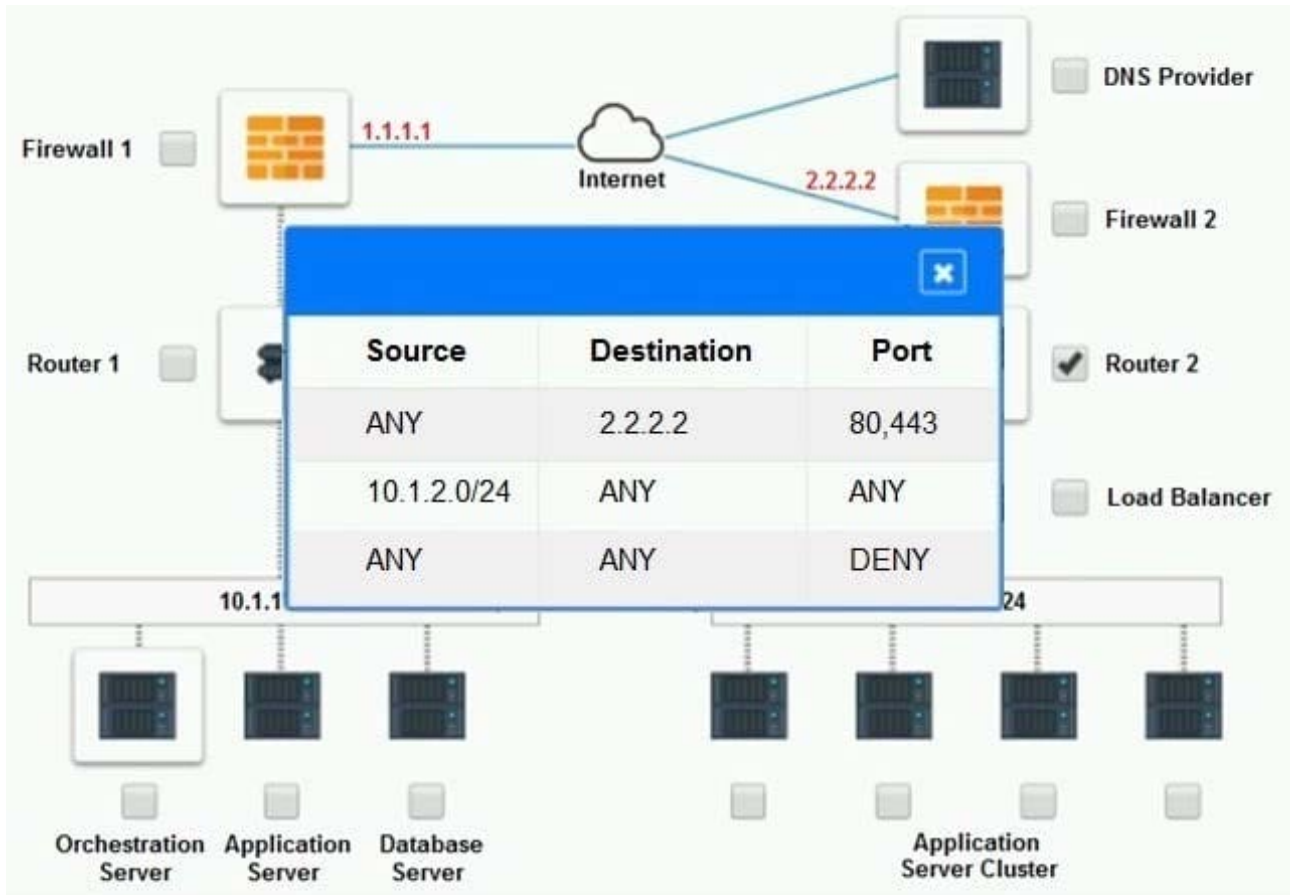 DNS Provider
Firewall 1
1.1.1.1
Internet
2.2.2.2
Firewall 2
Router 1
Source Destination Port
Router 2
ANY 2.2.2.2 80,443
10.1.2.0/24 ANY ANY
Load Balancer
ANY ANY DENY
10.1.1
24
Orchestration
Server
Application
Server
Database
Server
Application
Server Cluster